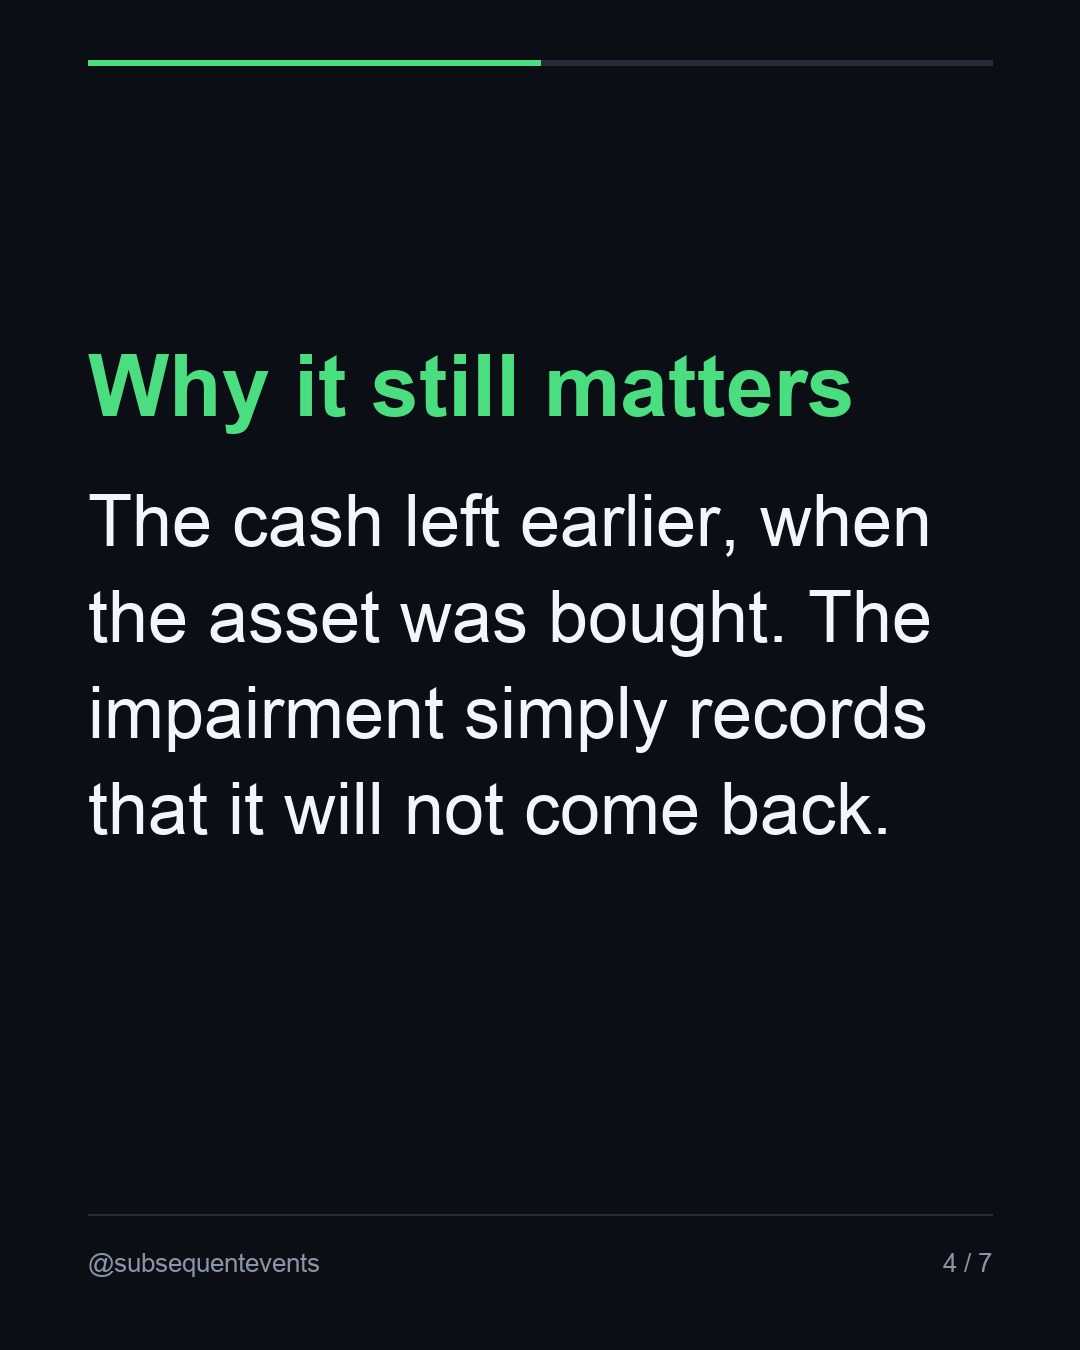 Why it still matters
The cash left earlier, when
the asset was bought. The
impairment simply records
that it will not come back.
@subsequentevents
4 / 7